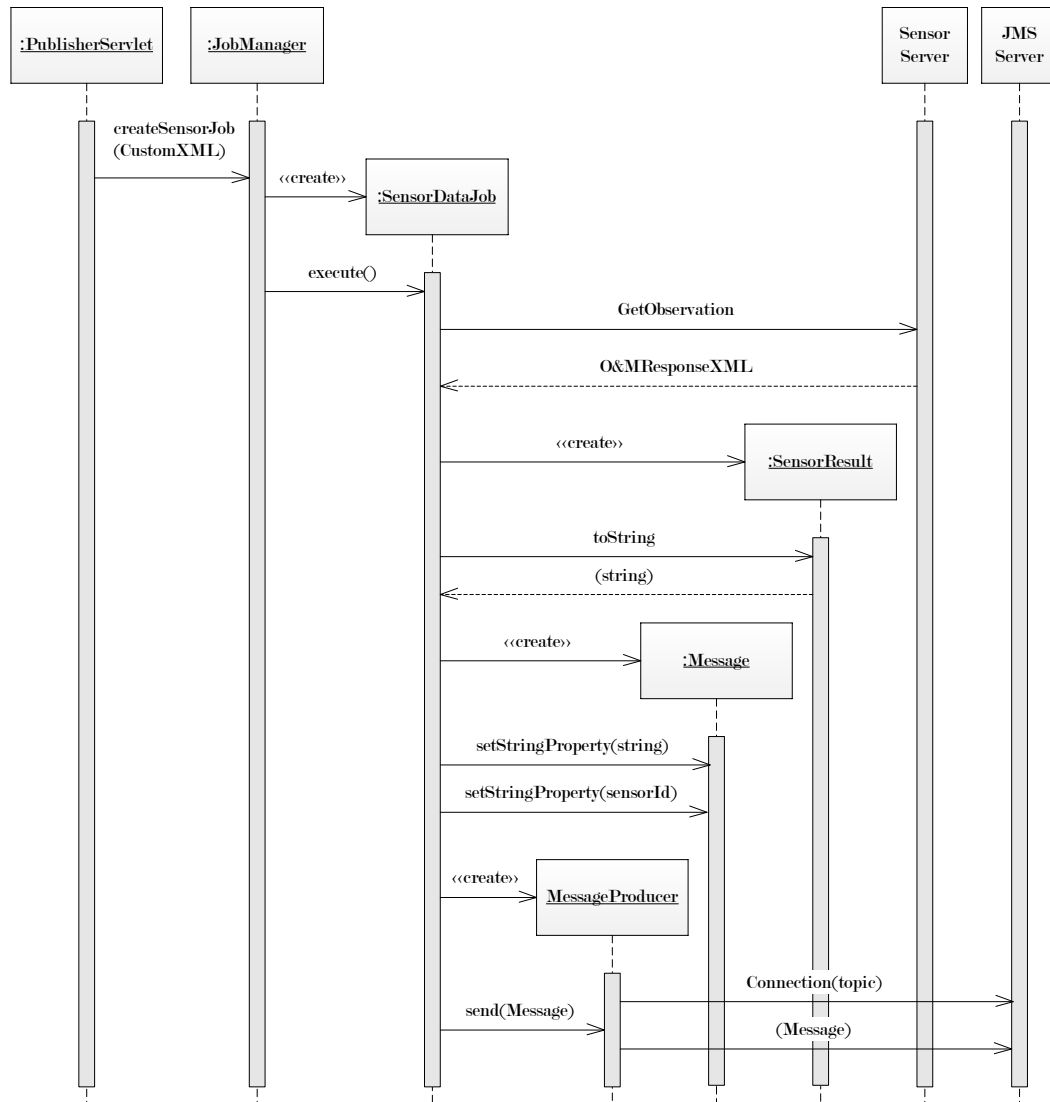 :PublisherServlet
:JobManager
Sensor
Server
JMS
Server
createSensorJob
(CustomXML)
‹‹create››
:SensorDataJob
execute()
GetObservation
O&MResponseXML
‹‹create››
:SensorResult
toString
(string)
‹‹create››
:Message
setStringProperty(string)
setStringProperty(sensorId)
‹‹create››
MessageProducer
Connection(topic)
send(Message)
(Message)